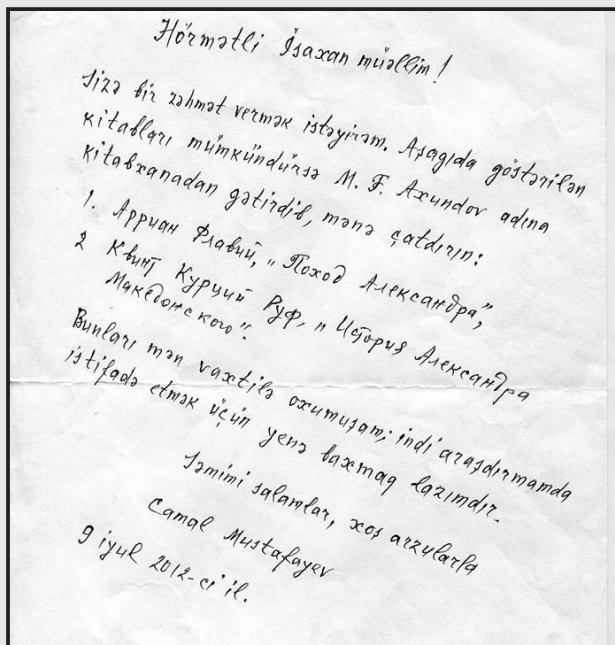 Hörmətli İsaxan müəllim!
Sizə bir zəhmət vermək istəyirəm. Aşagıda göstərilən
kitabları mümkündürsə M. F. Axundov adına
kitabxanadan gətirdib, mənə çatdırın:
1. Арриан Флавий, „Поход Александра",
2 Квинт Курций Руф, „История Александра
Македонского".
Bunları mən vaxtilə oxumuşam; indi araşdırmamda
istifadə etmək üçün yenə baxmaq lazımdır.
Səmimi salamlar, xoş arzularla
Camal Mustafayev
9 iyul 2012-ci il.